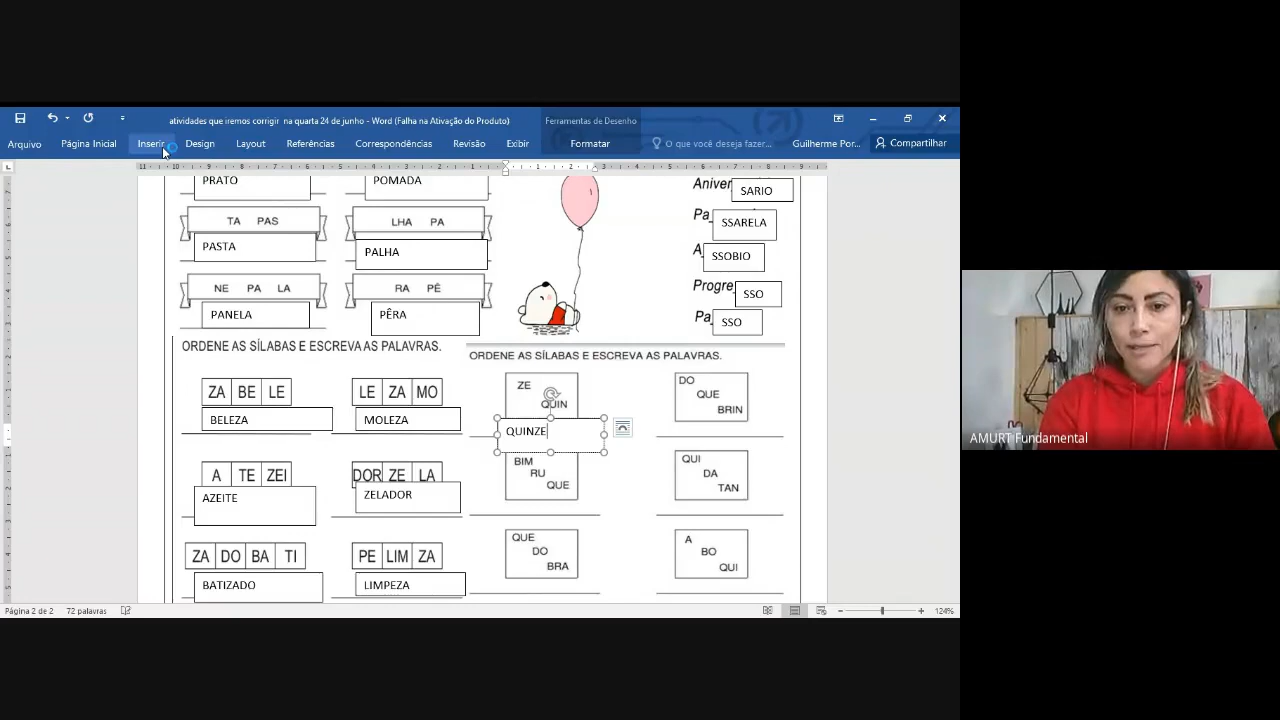 atividades que iremos corrigir na quarta 24 de junho - Word (Falha na Ativação do Produto)
Ferramentas de Desenho
Arquivo Página Inicial Inserir Design Layout Referências Correspondências Revisão Exibir Formatar O que você deseja fazer... Guilherme Por... Compartilhar
PRATO
POMADA
TA PAS
PASTA
LHA PA
PALHA
NE PA LA
PANELA
RA PÊ
PÊRA
Aniver SARIO
Pa SSARELA
A SSOBIO
Progre SSO
Pa SSO
ORDENE AS SÍLABAS E ESCREVA AS PALAVRAS.
ZA BE LE
BELEZA
LE ZA MO
MOLEZA
A TE ZEI
AZEITE
DOR ZE LA
ZELADOR
ZA DO BA TI
BATIZADO
PE LIM ZA
LIMPEZA
ORDENE AS SÍLABAS E ESCREVA AS PALAVRAS.
ZE
QUIN
QUINZE
DO
QUE
BRIN
BIM
RU
QUE
QUI
DA
TAN
QUE
DO
BRA
A
BO
QUI
Página 2 de 2 72 palavras
124%
AMURT Fundamental